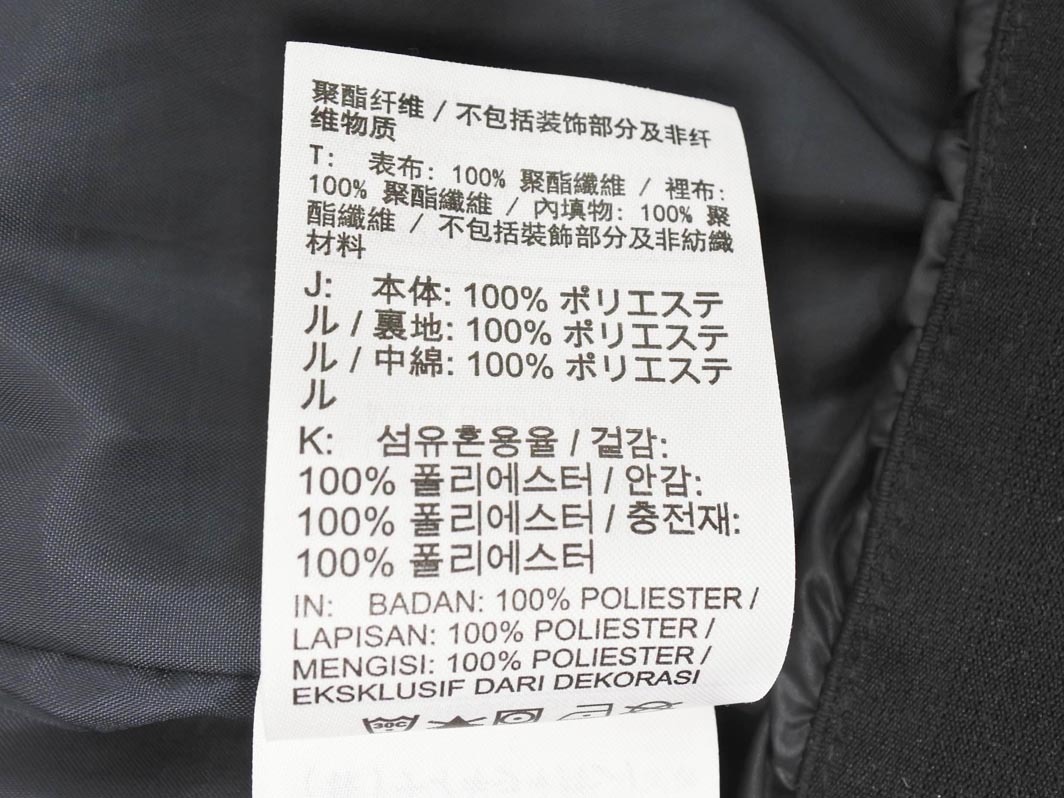 聚酯纤维 / 不包括装饰部分及非纤
维物质
T: 表布: 100% 聚酯纖維 / 裡布:
100% 聚酯纖維 / 內填物: 100% 聚
酯纖維 / 不包括裝飾部分及非紡織
材料
J: 本体: 100% ポリエステ
ル / 裏地: 100% ポリエステ
ル / 中綿: 100% ポリエステ
ル
K: 섬유혼용율 / 겉감:
100% 폴리에스터 / 안감:
100% 폴리에스터 / 충전재:
100% 폴리에스터
IN: BADAN: 100% POLIESTER /
LAPISAN: 100% POLIESTER /
MENGISI: 100% POLIESTER /
EKSKLUSIF DARI DEKORASI
30C